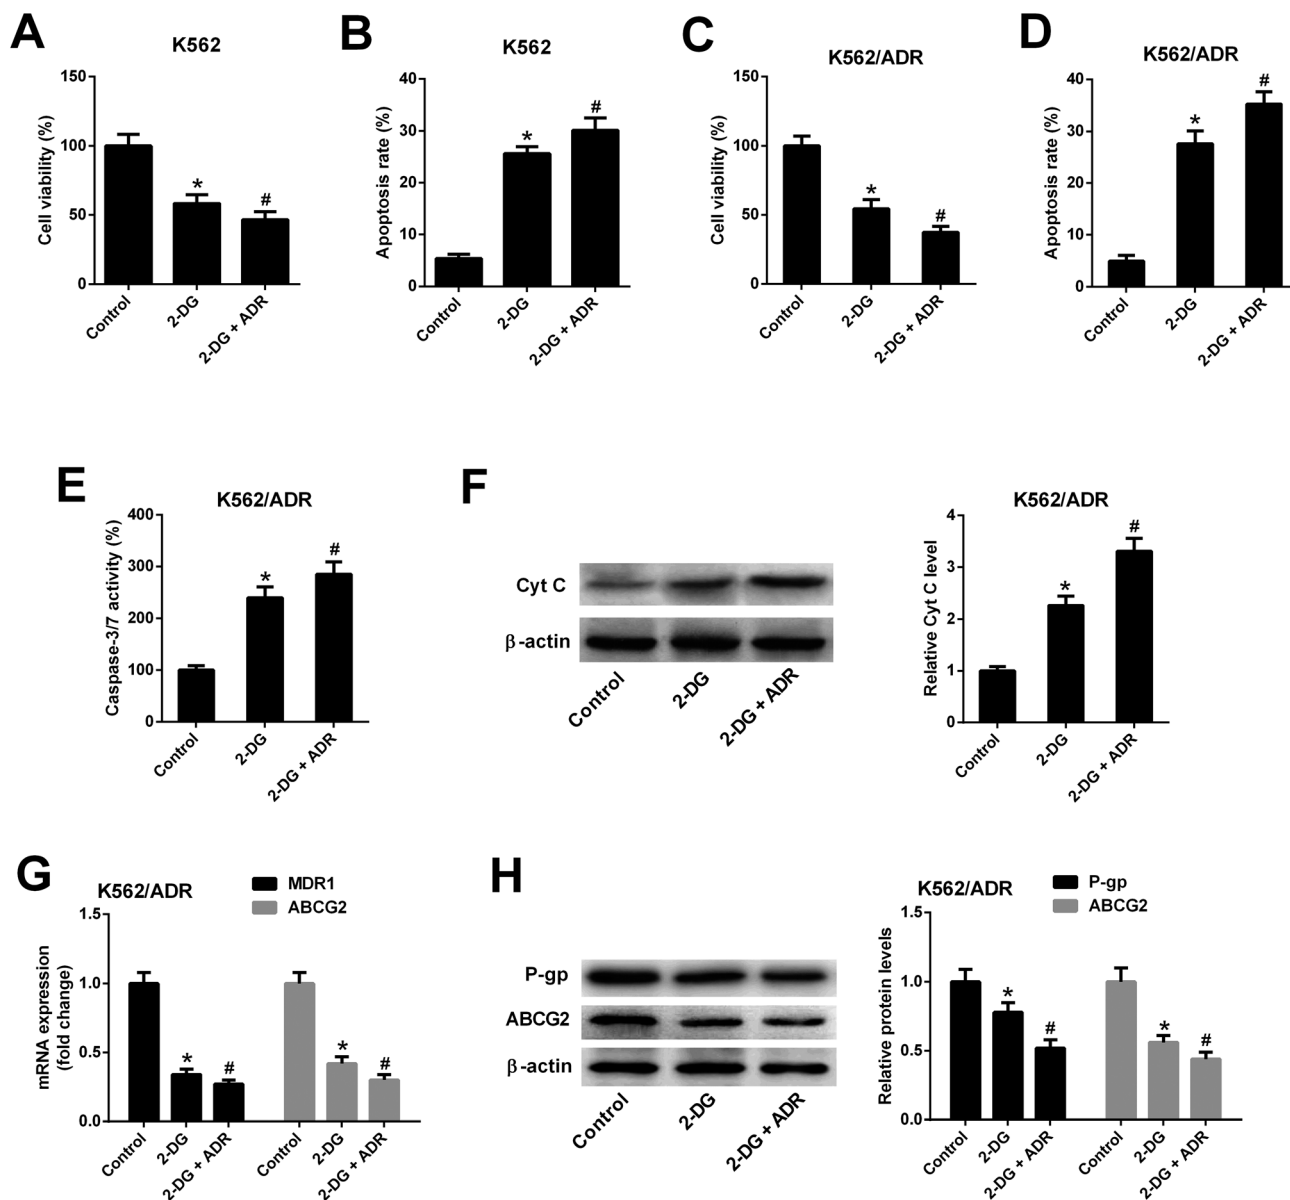 A
K562
Cell viability (%)
150
100
50
0
Control
2-DG
2-DG + ADR
*
#
B
K562
Apoptosis rate (%)
40
30
20
10
0
Control
2-DG
2-DG + ADR
*
#
C
K562/ADR
Cell viability (%)
150
100
50
0
Control
2-DG
2-DG + ADR
*
#
D
K562/ADR
Apoptosis rate (%)
40
30
20
10
0
Control
2-DG
2-DG + ADR
*
#
E
K562/ADR
Caspase-3/7 activity (%)
400
300
200
100
0
Control
2-DG
2-DG + ADR
*
#
F
Cyt C
β-actin
Control
2-DG
2-DG + ADR
K562/ADR
Relative Cyt C level
4
3
2
1
0
Control
2-DG
2-DG + ADR
*
#
G
K562/ADR
MDR1
ABCG2
mRNA expression
(fold change)
1.5
1.0
0.5
0.0
Control
2-DG
2-DG + ADR
Control
2-DG
2-DG + ADR
*
#
*
#
H
P-gp
ABCG2
β-actin
Control
2-DG
2-DG + ADR
K562/ADR
P-gp
ABCG2
Relative protein levels
1.5
1.0
0.5
0.0
Control
2-DG
2-DG + ADR
Control
2-DG
2-DG + ADR
*
#
*
#